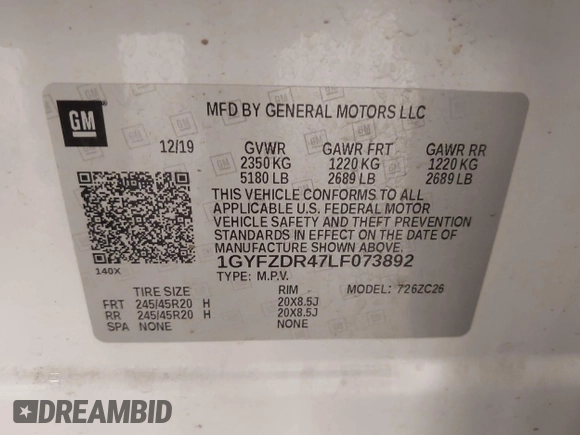 GM
MFD BY GENERAL MOTORS LLC
12/19 GVWR GAWR FRT GAWR RR
2350 KG 1220 KG 1220 KG
5180 LB 2689 LB 2689 LB
THIS VEHICLE CONFORMS TO ALL
APPLICABLE U.S. FEDERAL MOTOR
VEHICLE SAFETY AND THEFT PREVENTION
STANDARDS IN EFFECT ON THE DATE OF
MANUFACTURE SHOWN ABOVE.
1GYFZDR47LF073892
140X
TYPE: M.P.V.
TIRE SIZE RIM MODEL: 726ZC26
FRT 245/45R20 H 20X8.5J
RR 245/45R20 H 20X8.5J
SPA NONE NONE
DREAMBID